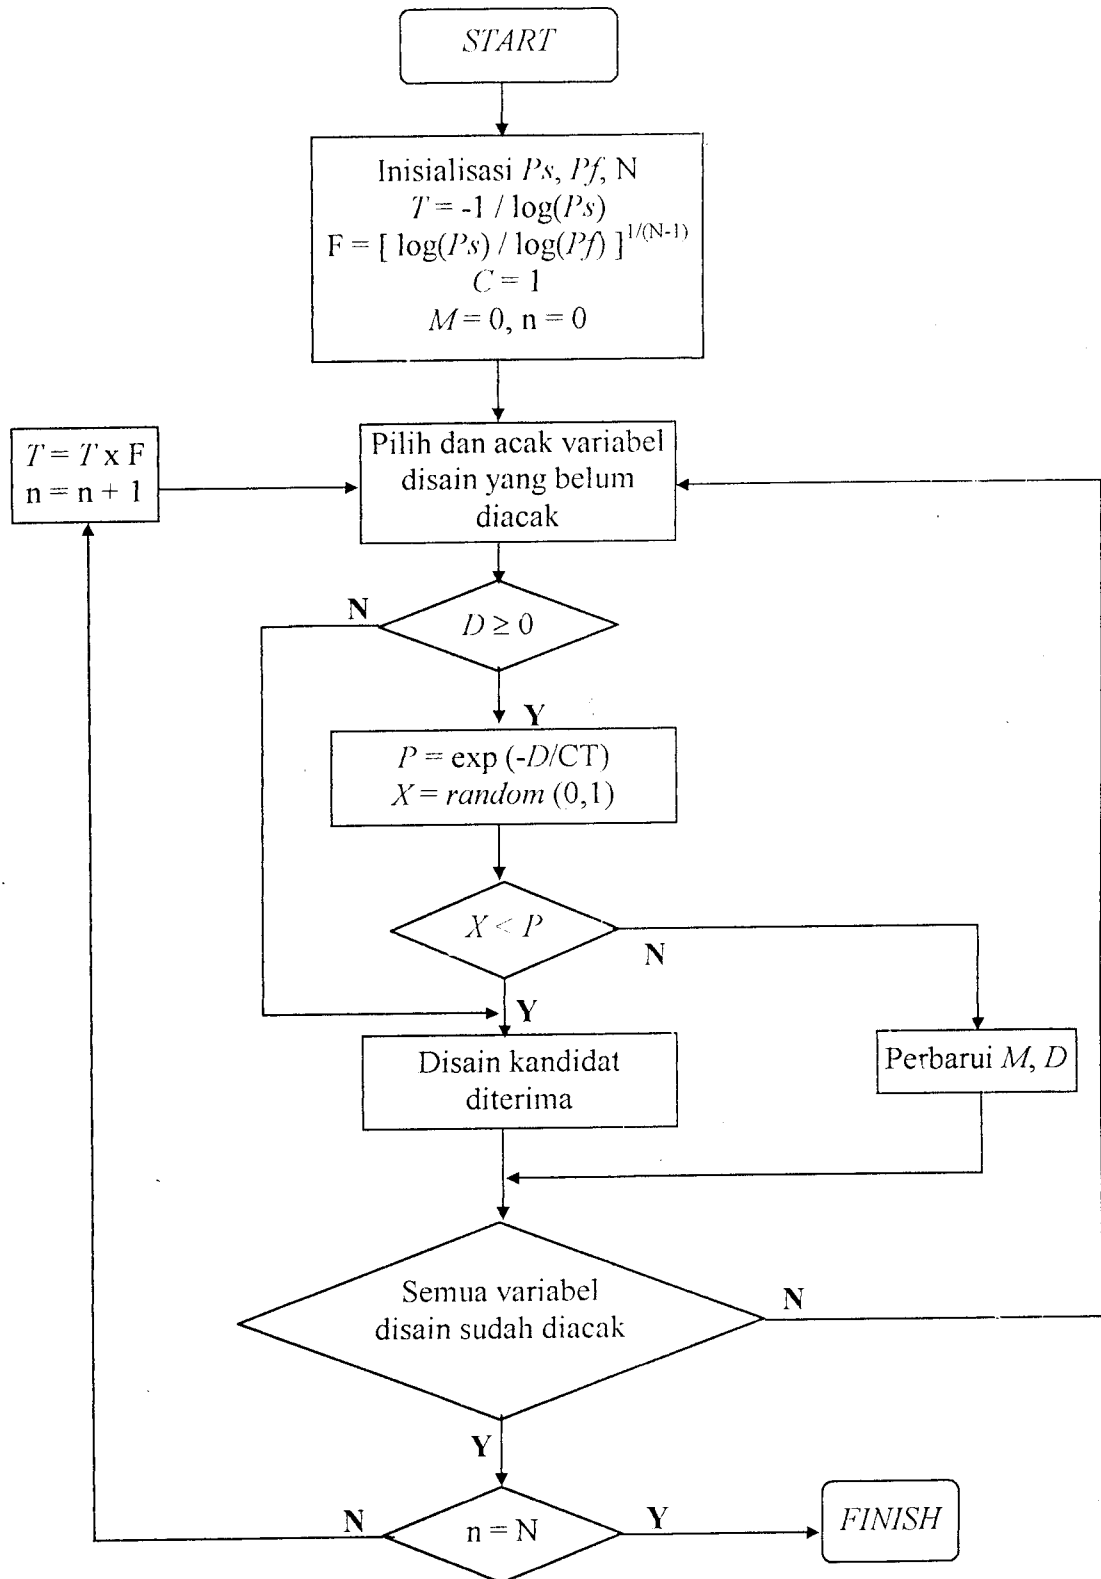 START
Inisialisasi Ps, Pf, N
T = -1 / log(Ps)
F = [ log(Ps) / log(Pf) ]^1/(N-1)
C = 1
M = 0, n = 0
T = T x F
n = n + 1
Pilih dan acak variabel
disain yang belum
diacak
N
D ≥ 0
Y
P = exp (-D/CT)
X = random (0,1)
X < P
N
Y
Disain kandidat
diterima
Perbarui M, D
Semua variabel
disain sudah diacak
N
Y
N
n = N
Y
FINISH